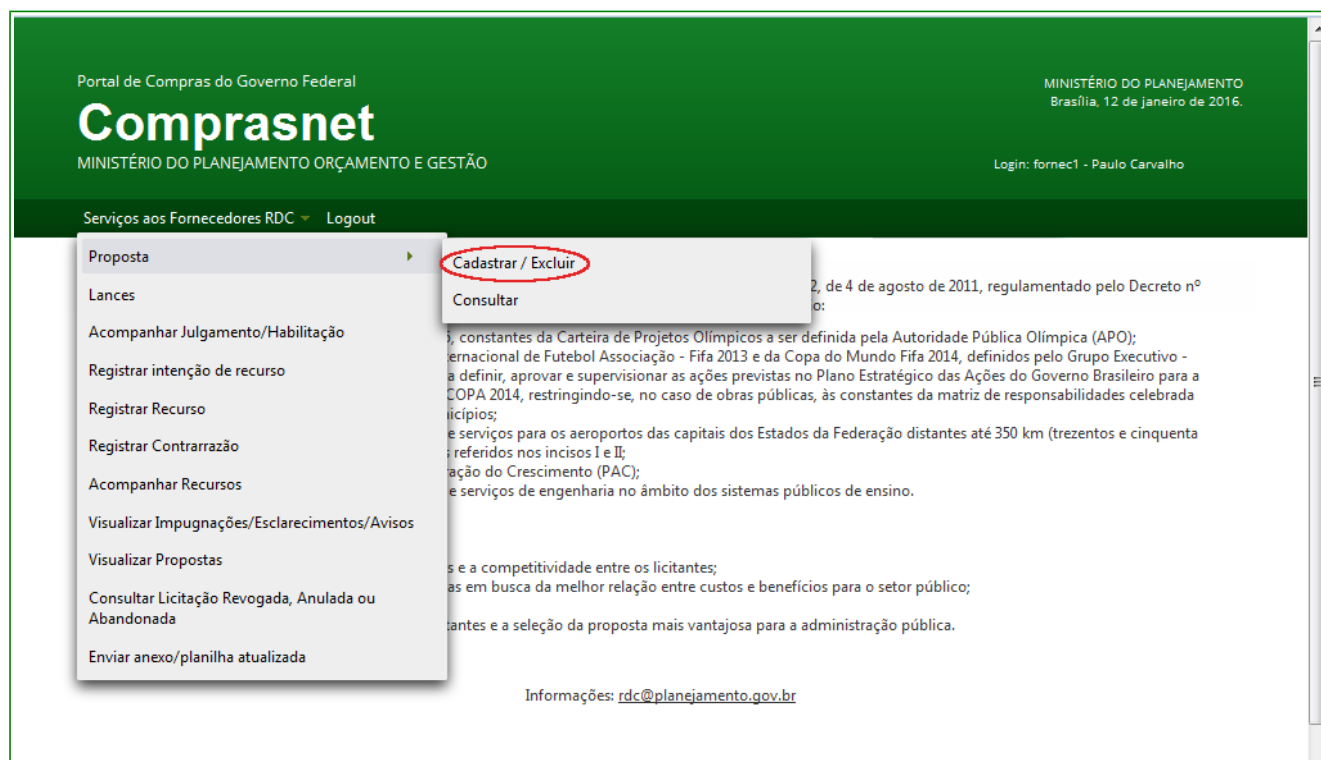 Portal de Compras do Governo Federal
Comprasnet
MINISTÉRIO DO PLANEJAMENTO ORÇAMENTO E GESTÃO
MINISTÉRIO DO PLANEJAMENTO
Brasília, 12 de janeiro de 2016.
Login: fornec1 - Paulo Carvalho
Serviços aos Fornecedores RDC Logout
Proposta
Lances
Acompanhar Julgamento/Habilitação
Registrar intenção de recurso
Registrar Recurso
Registrar Contrarrazão
Acompanhar Recursos
Visualizar Impugnações/Esclarecimentos/Avisos
Visualizar Propostas
Consultar Licitação Revogada, Anulada ou
Abandonada
Enviar anexo/planilha atualizada
Cadastrar / Excluir
Consultar
2, de 4 de agosto de 2011, regulamentado pelo Decreto nº
o:
, constantes da Carteira de Projetos Olímpicos a ser definida pela Autoridade Pública Olímpica (APO);
ernacional de Futebol Associação - Fifa 2013 e da Copa do Mundo Fifa 2014, definidos pelo Grupo Executivo -
a definir, aprovar e supervisionar as ações previstas no Plano Estratégico das Ações do Governo Brasileiro para a
COPA 2014, restringindo-se, no caso de obras públicas, às constantes da matriz de responsabilidades celebrada
icípios;
e serviços para os aeroportos das capitais dos Estados da Federação distantes até 350 km (trezentos e cinquenta
s referidos nos incisos I e II;
ração do Crescimento (PAC);
e serviços de engenharia no âmbito dos sistemas públicos de ensino.
s e a competitividade entre os licitantes;
as em busca da melhor relação entre custos e benefícios para o setor público;
tantes e a seleção da proposta mais vantajosa para a administração pública.
Informações: rdc@planejamento.gov.br